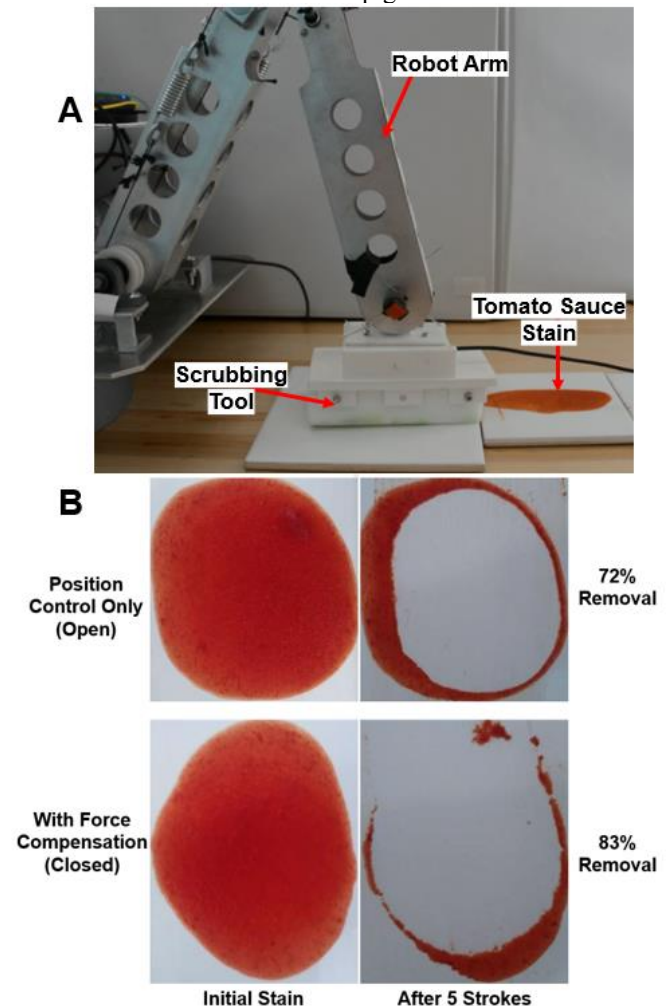 A
Robot Arm
Tomato Sauce
Stain
Scrubbing
Tool
B
Position
Control Only
(Open)
72%
Removal
With Force
Compensation
(Closed)
83%
Removal
Initial Stain
After 5 Strokes